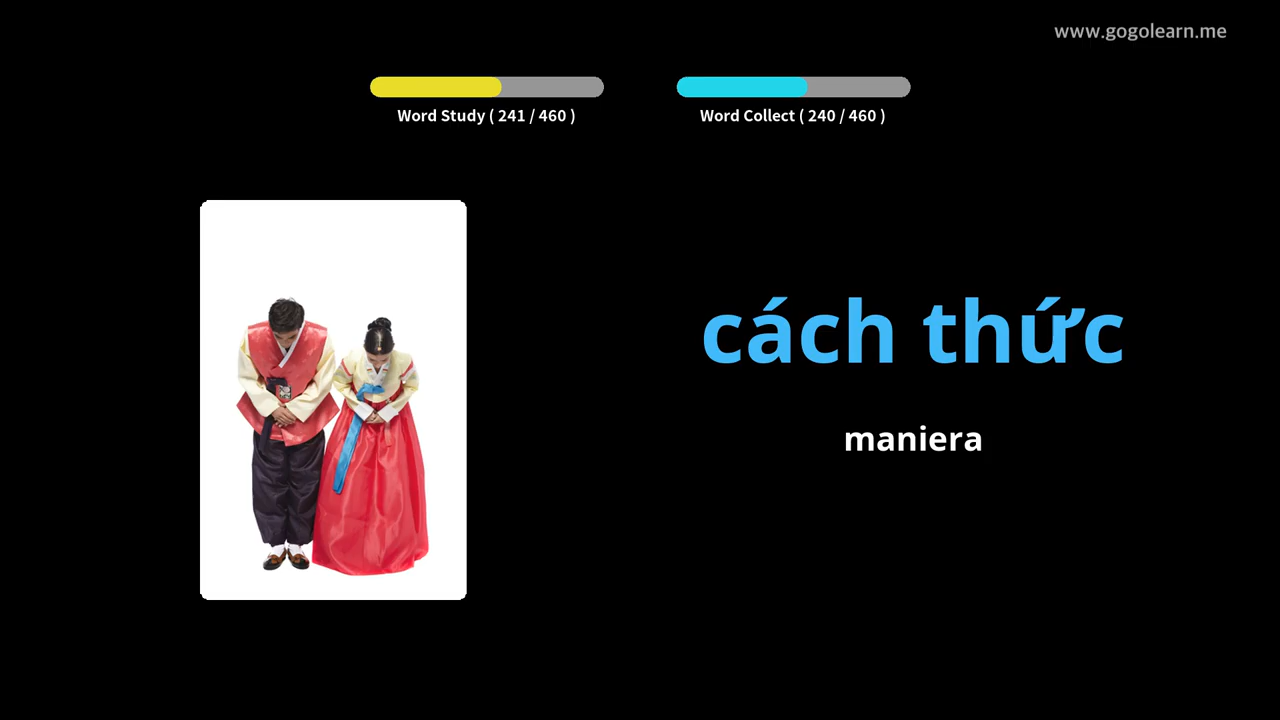 www.gogolearn.me
Word Study ( 241 / 460 )
Word Collect ( 240 / 460 )
cách thức
maniera